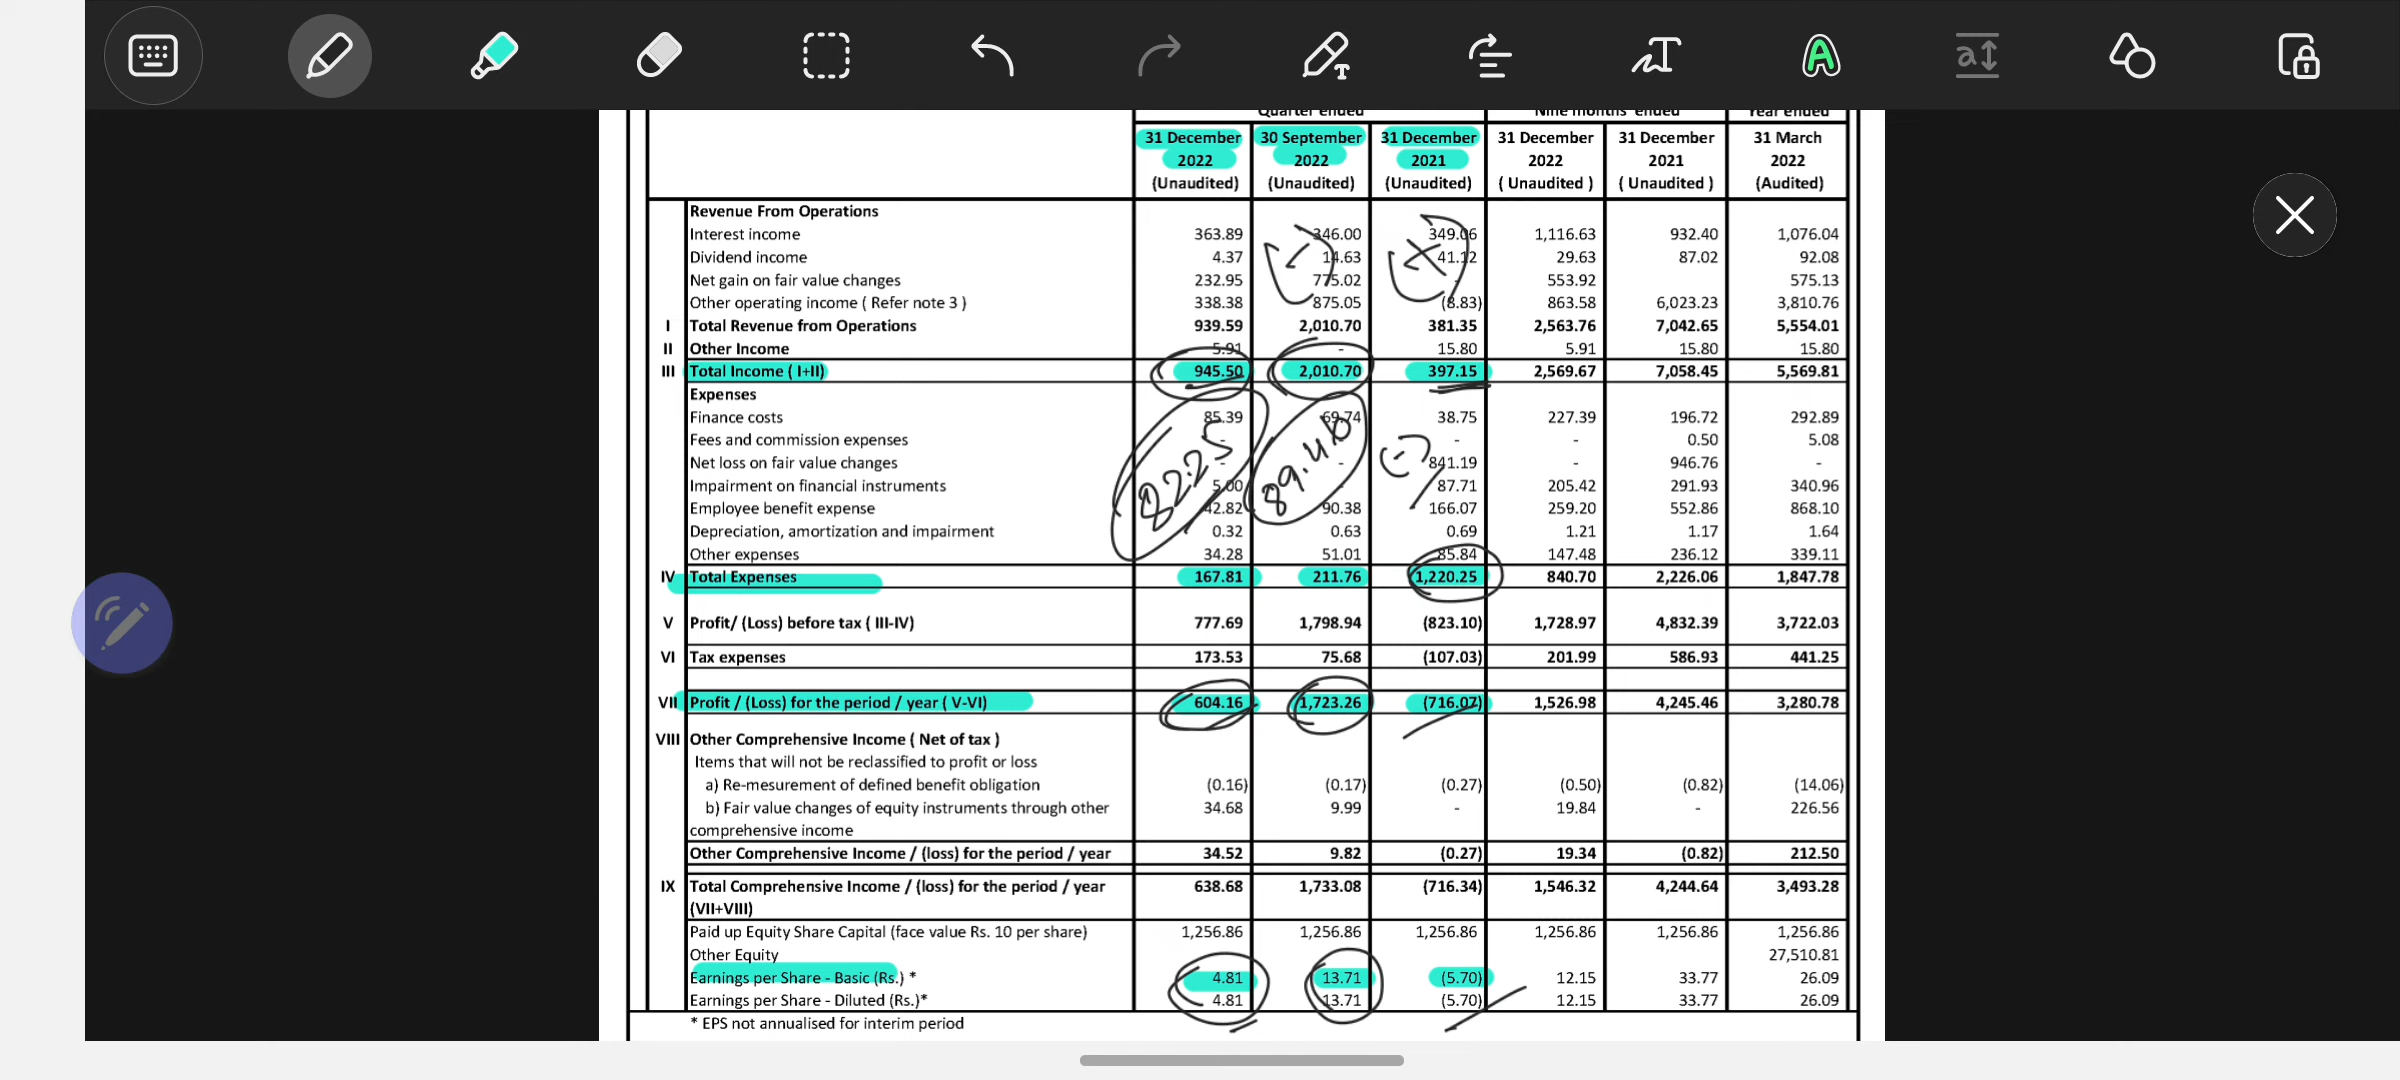 Quarter ended Nine months ended Year ended
31 December 30 September 31 December 31 December 31 December 31 March
2022 2022 2021 2022 2021 2022
(Unaudited) (Unaudited) (Unaudited) ( Unaudited ) ( Unaudited ) (Audited)
Revenue From Operations
Interest income 363.89 346.00 349.06 1,116.63 932.40 1,076.04
Dividend income 4.37 14.63 41.12 29.63 87.02 92.08
Net gain on fair value changes 232.95 775.02 - 553.92 575.13
Other operating income ( Refer note 3 ) 338.38 875.05 (8.83) 863.58 6,023.23 3,810.76
I Total Revenue from Operations 939.59 2,010.70 381.35 2,563.76 7,042.65 5,554.01
II Other Income 5.91 - 15.80 5.91 15.80 15.80
III Total Income ( I+II) 945.50 2,010.70 397.15 2,569.67 7,058.45 5,569.81
Expenses
Finance costs 85.39 69.74 38.75 227.39 196.72 292.89
Fees and commission expenses - - - 0.50 5.08
Net loss on fair value changes - - 841.19 - 946.76 -
Impairment on financial instruments 5.00 87.71 205.42 291.93 340.96
Employee benefit expense 42.82 90.38 166.07 259.20 552.86 868.10
Depreciation, amortization and impairment 0.32 0.63 0.69 1.21 1.17 1.64
Other expenses 34.28 51.01 85.84 147.48 236.12 339.11
82.25 89.46 (-)
IV Total Expenses 167.81 211.76 1,220.25 840.70 2,226.06 1,847.78
V Profit/ (Loss) before tax ( III-IV) 777.69 1,798.94 (823.10) 1,728.97 4,832.39 3,722.03
VI Tax expenses 173.53 75.68 (107.03) 201.99 586.93 441.25
VII Profit / (Loss) for the period / year ( V-VI) 604.16 1,723.26 (716.07) 1,526.98 4,245.46 3,280.78
VIII Other Comprehensive Income ( Net of tax )
Items that will not be reclassified to profit or loss
a) Re-mesurement of defined benefit obligation (0.16) (0.17) (0.27) (0.50) (0.82) (14.06)
b) Fair value changes of equity instruments through other 34.68 9.99 - 19.84 - 226.56
comprehensive income
Other Comprehensive Income / (loss) for the period / year 34.52 9.82 (0.27) 19.34 (0.82) 212.50
IX Total Comprehensive Income / (loss) for the period / year 638.68 1,733.08 (716.34) 1,546.32 4,244.64 3,493.28
(VII+VIII)
Paid up Equity Share Capital (face value Rs. 10 per share) 1,256.86 1,256.86 1,256.86 1,256.86 1,256.86 1,256.86
Other Equity 27,510.81
Earnings per Share - Basic (Rs.) * 4.81 13.71 (5.70) 12.15 33.77 26.09
Earnings per Share - Diluted (Rs.)* 4.81 13.71 (5.70) 12.15 33.77 26.09
* EPS not annualised for interim period